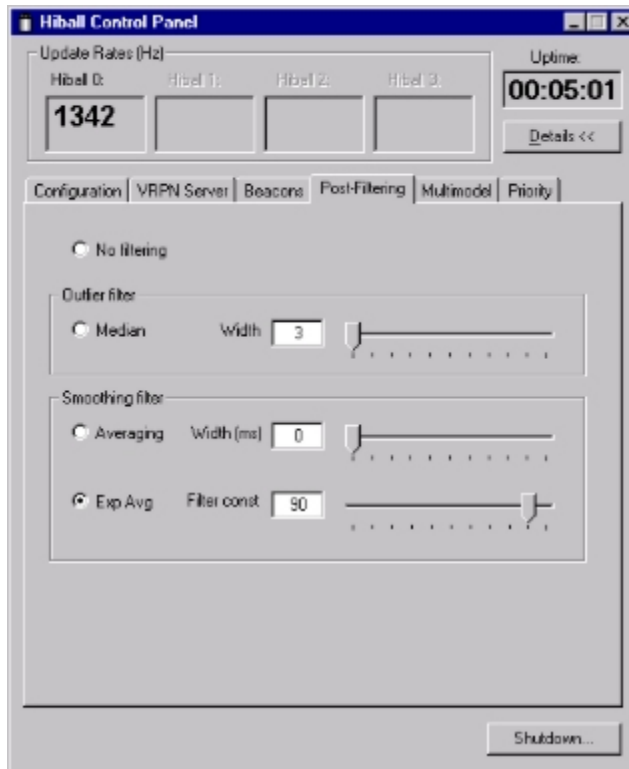 Hiball Control Panel
Update Rates (Hz)
Uptime:
Hiball 0: Hiball 1: Hiball 2: Hiball 3:
1342
00:05:01
Details <<
Configuration VRPN Server Beacons Post-Filtering Multimodel Priority
No filtering
Outlier filter
Median Width 3
Smoothing filter
Averaging Width (ms) 0
Exp Avg Filter const 90
Shutdown...